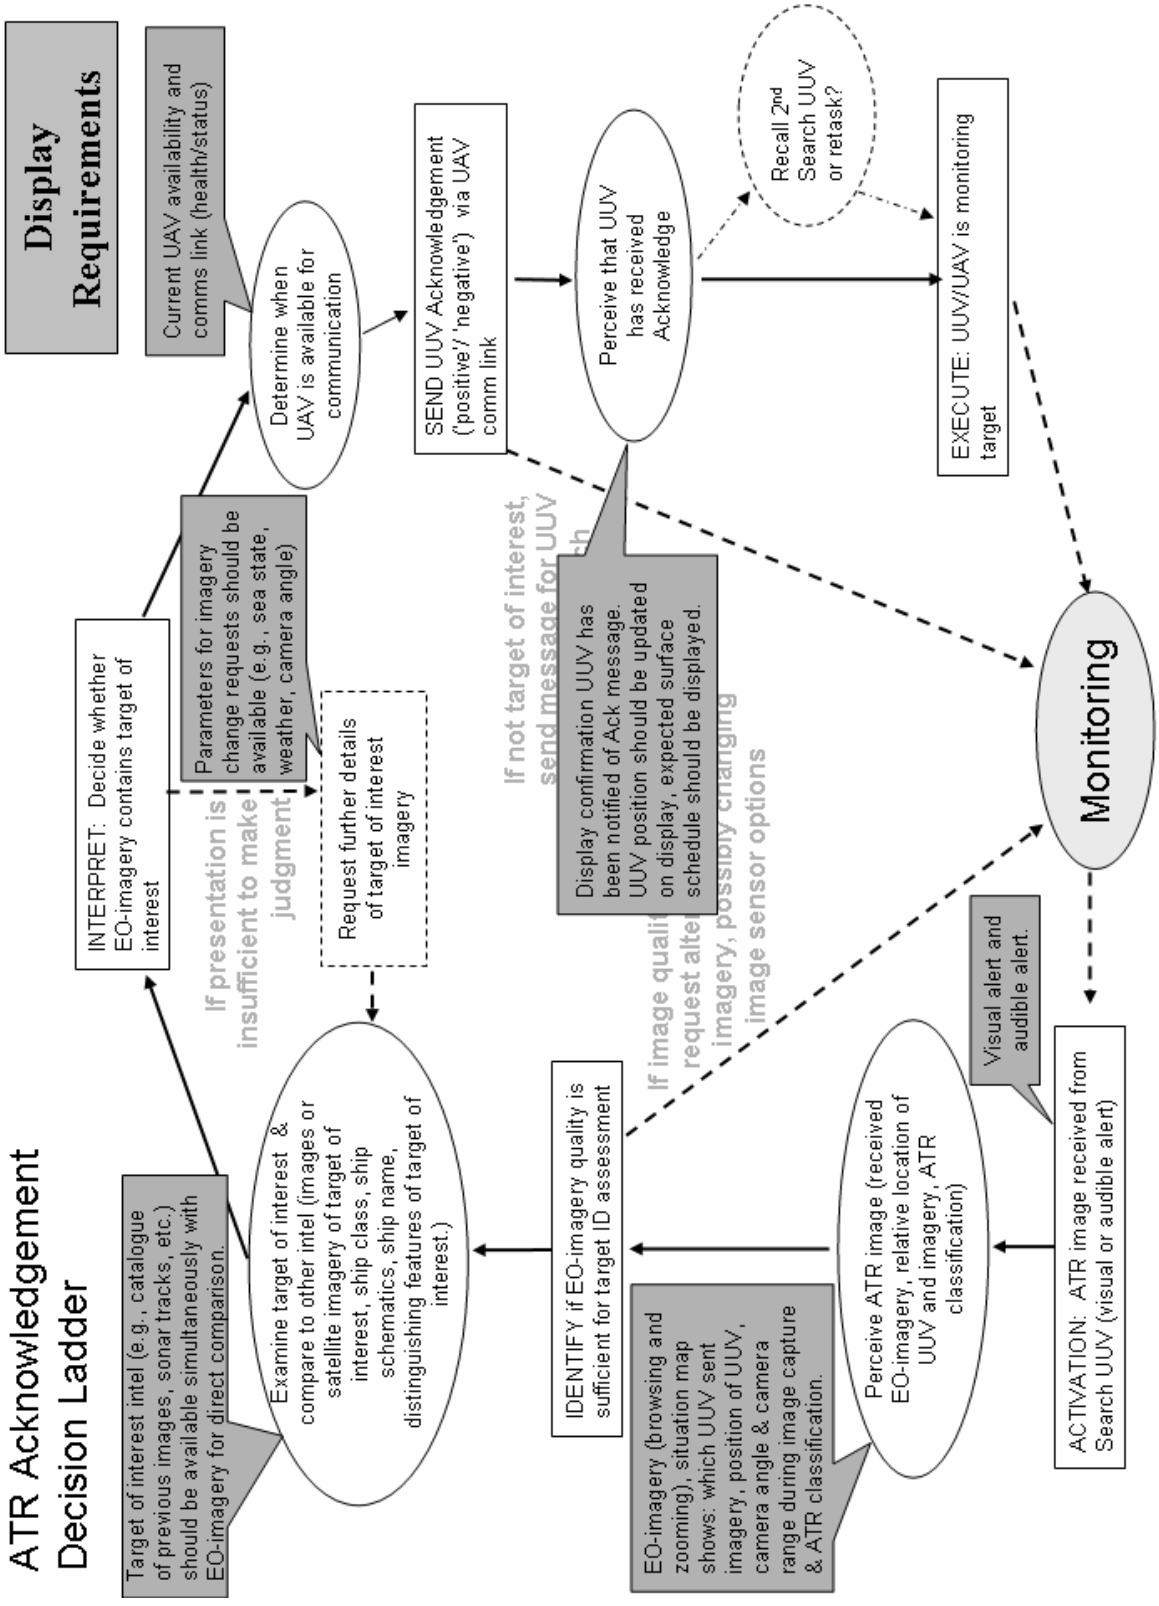 ATR Acknowledgement
Decision Ladder
Display
Requirements
Target of interest intel (e.g., catalogue
of previous images, sonar tracks, etc.)
should be available simultaneously with
EO-imagery for direct comparison.
INTERPRET: Decide whether
EO-imagery contains target of
interest
Current UAV availability and
comms link (health/status)
Parameters for imagery
change requests should be
available (e.g., sea state,
weather, camera angle)
If presentation is
insufficient to make
judgment
Examine target of interest &
compare to other intel (images or
satellite imagery of target of
interest, ship class, ship
schematics, ship name,
distinguishing features of target of
interest.)
Request further details
of target of interest
imagery
Determine when
UAV is available for
communication
SEND UUV Acknowledgement
('positive'/ 'negative') via UAV
comm link
If not target of interest,
send message for UUV
IDENTIFY if EO-imagery quality is
sufficient for target ID assessment
Display confirmation UUV has
been notified of Ack message.
UUV position should be updated
on display, expected surface
schedule should be displayed.
Perceive that UUV
has received
Acknowledge
If image
request
imagery, possibly changing
image sensor options
EO-imagery (browsing and
zooming), situation map
shows: which UUV sent
imagery, position of UUV,
camera angle & camera
range during image capture
& ATR classification.
Perceive ATR image (received
EO-imagery, relative location of
UUV and imagery, ATR
classification)
Recall 2nd
Search UUV
or retask?
Visual alert and
audible alert.
EXECUTE: UUV/UAV is monitoring
target
ACTIVATION: ATR image received from
Search UUV (visual or audible alert)
Monitoring